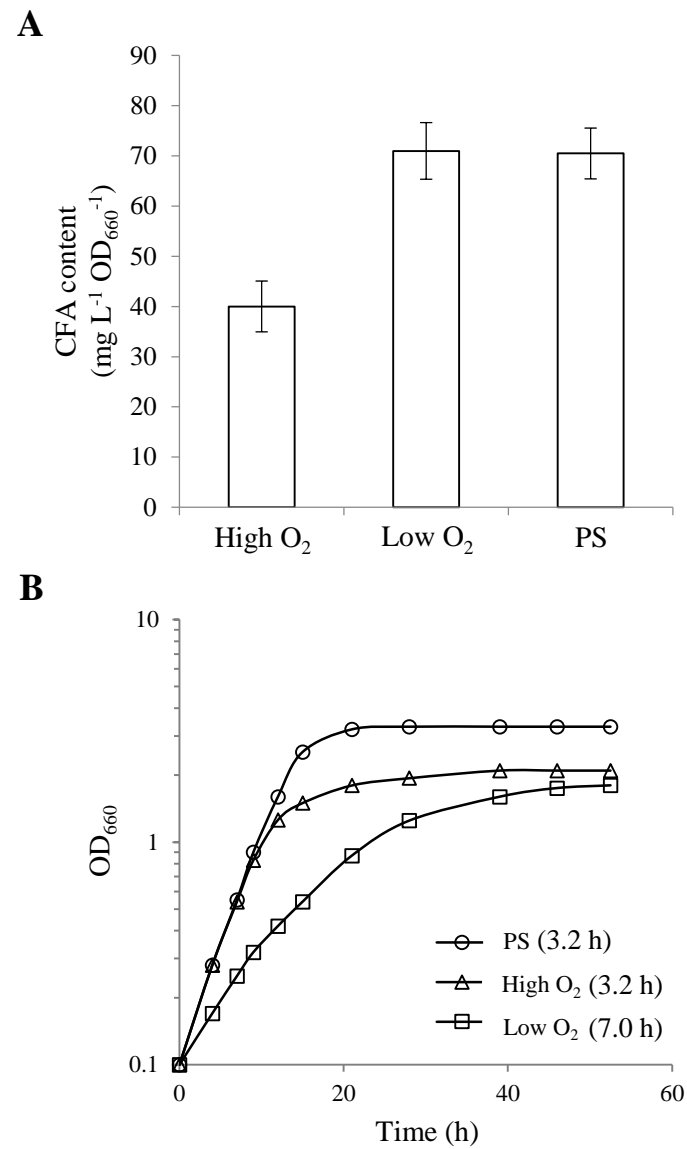 A
90
80
70
60
50
40
30
20
10
0
CFA content
(mg L⁻¹ OD₆₆₀⁻¹)
High O₂ Low O₂ PS
B
10
1
0.1
OD₆₆₀
PS (3.2 h)
High O₂ (3.2 h)
Low O₂ (7.0 h)
0 20 40 60
Time (h)